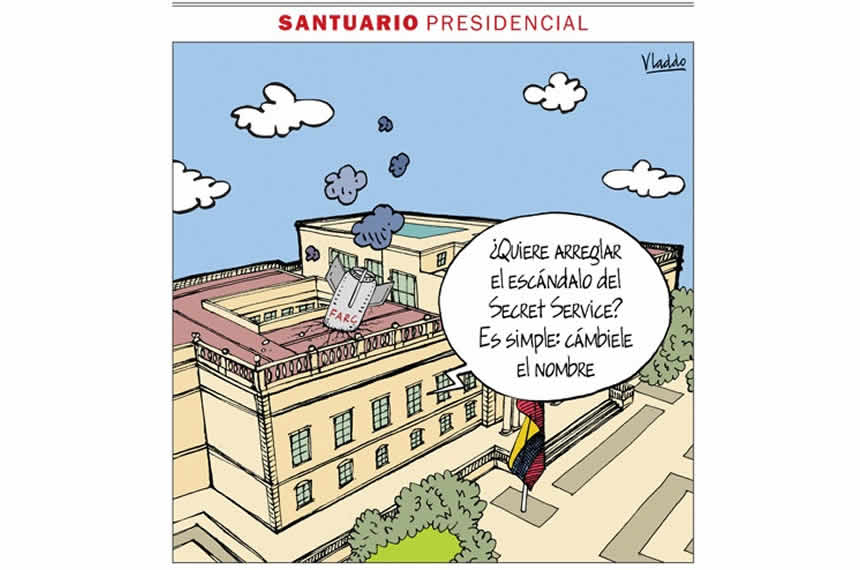 SANTUARIO PRESIDENCIAL
Vladdo
¿QUIERE ARREGLAR
EL ESCÁNDALO DEL
SECRET SERVICE?
ES SIMPLE: CÁMBIELE
EL NOMBRE
FARC